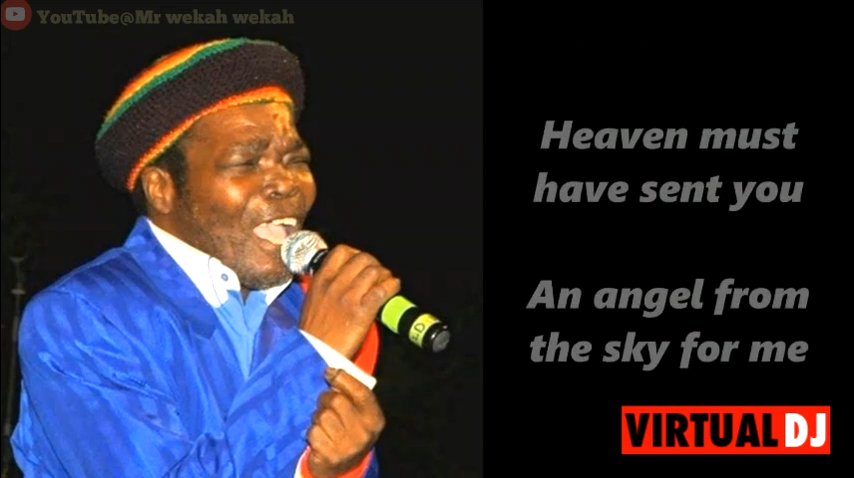 YouTube@Mr wekah wekah
Heaven must
have sent you
An angel from
the sky for me
VIRTUAL DJ